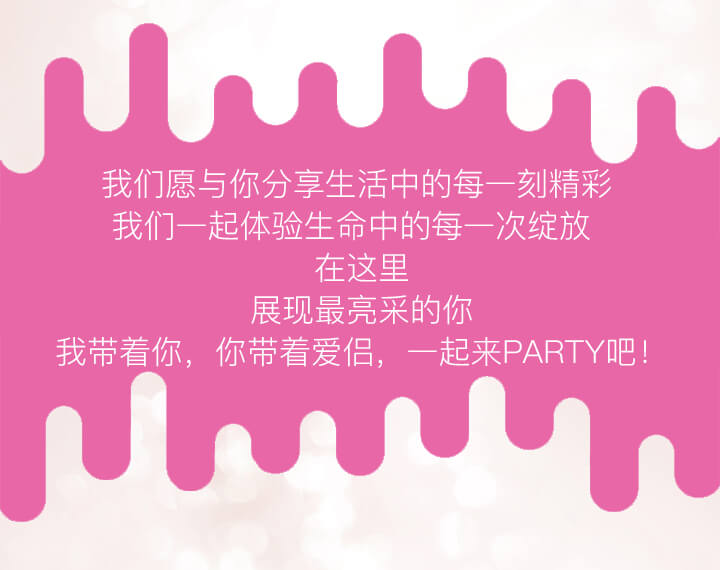 我们愿与你分享生活中的每一刻精彩
我们一起体验生命中的每一次绽放
在这里
展现最亮采的你
我带着你，你带着爱侣，一起来PARTY吧！